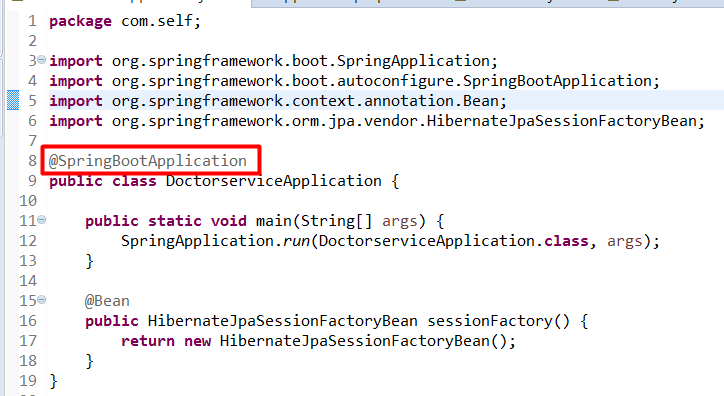 1 package com.self;
2
3 import org.springframework.boot.SpringApplication;
4 import org.springframework.boot.autoconfigure.SpringBootApplication;
5 import org.springframework.context.annotation.Bean;
6 import org.springframework.orm.jpa.vendor.HibernateJpaSessionFactoryBean;
7
8 @SpringBootApplication
9 public class DoctorserviceApplication {
10
11     public static void main(String[] args) {
12         SpringApplication.run(DoctorserviceApplication.class, args);
13     }
14
15     @Bean
16     public HibernateJpaSessionFactoryBean sessionFactory() {
17         return new HibernateJpaSessionFactoryBean();
18     }
19 }